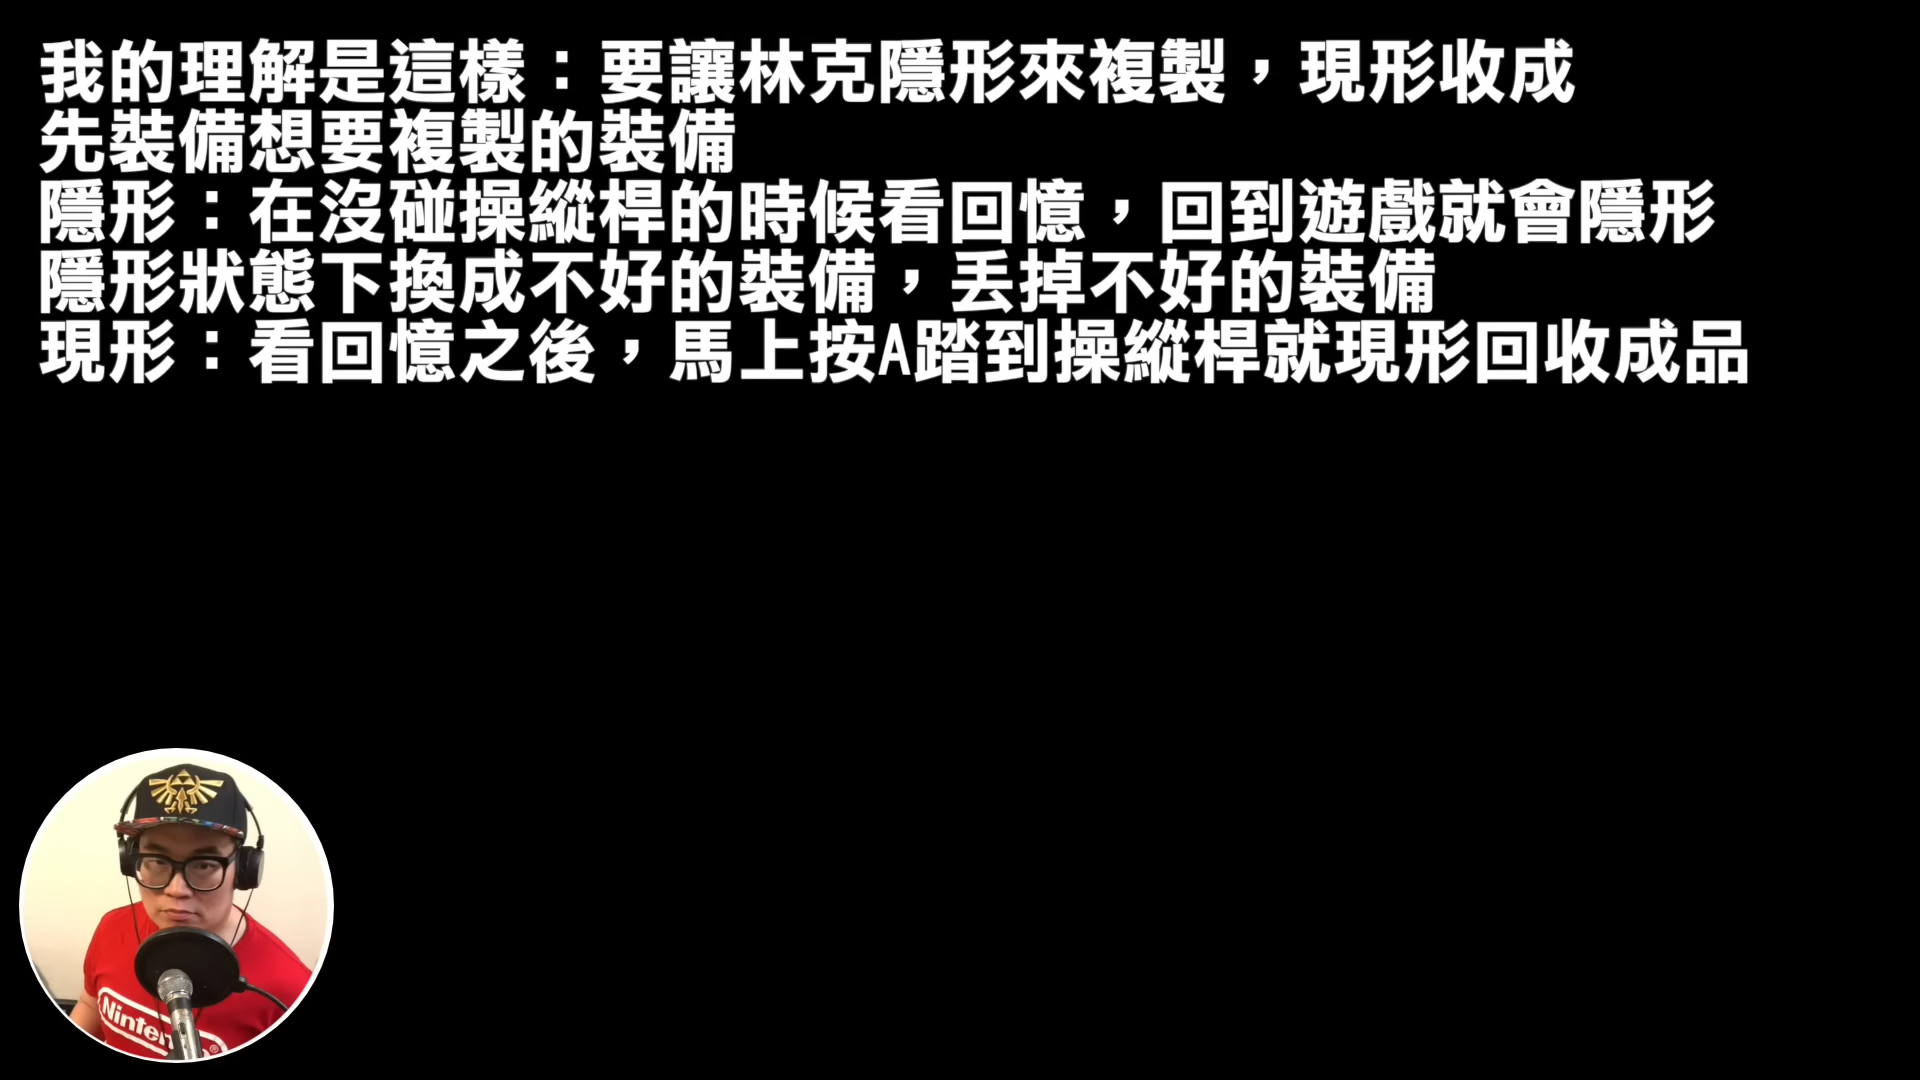 我的理解是這樣：要讓林克隱形來複製，現形收成
先裝備想要複製的裝備
隱形：在沒碰操縱桿的時候看回憶，回到遊戲就會隱形
隱形狀態下換成不好的裝備，丟掉不好的裝備
現形：看回憶之後，馬上按A踏到操縱桿就現形回收成品